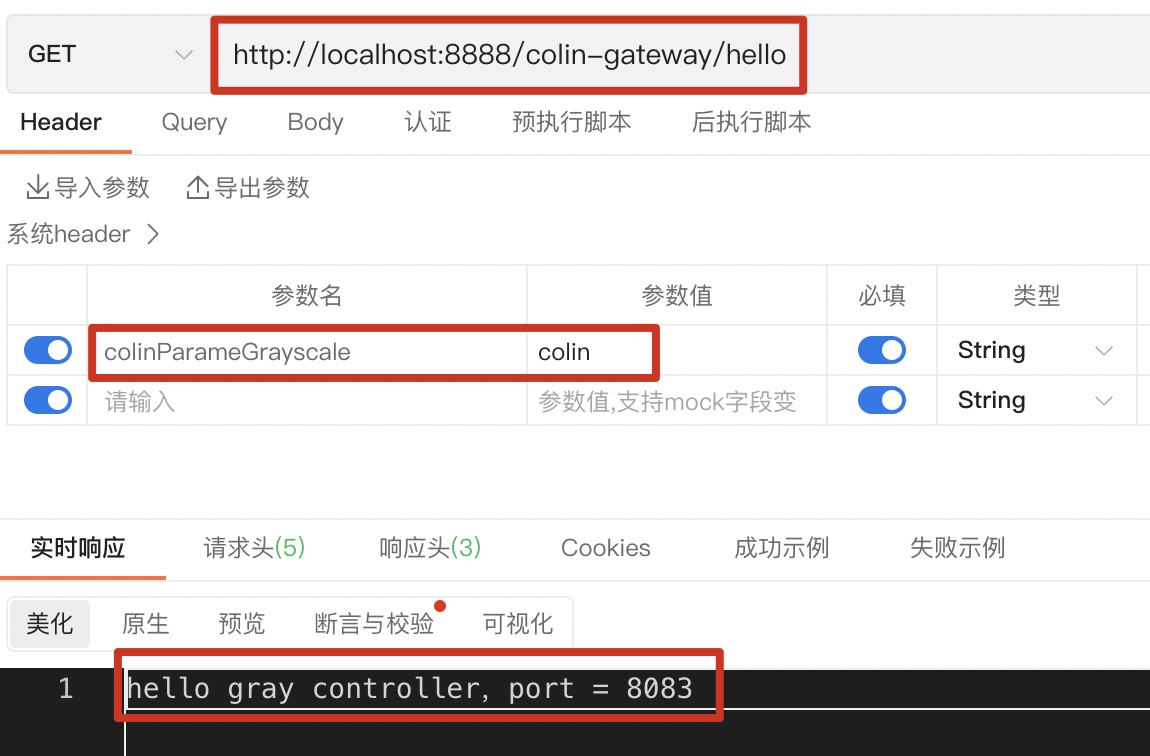 GET http://localhost:8888/colin-gateway/hello
Header Query Body 认证 预执行脚本 后执行脚本
导入参数 导出参数
系统header
参数名 参数值 必填 类型
colinParameGrayscale colin String
请输入 参数值,支持mock字段变 String
实时响应 请求头(5) 响应头(3) Cookies 成功示例 失败示例
美化 原生 预览 断言与校验 可视化
1 hello gray controller, port = 8083